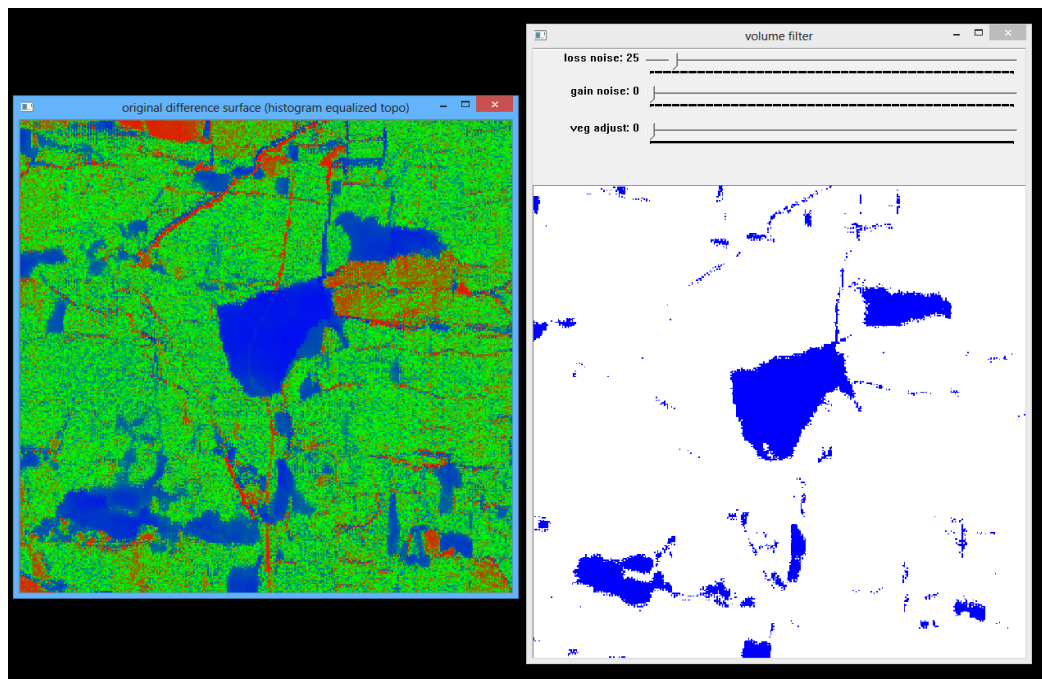 original difference surface (histogram equalized topo)
volume filter
loss noise: 25
gain noise: 0
veg adjust: 0